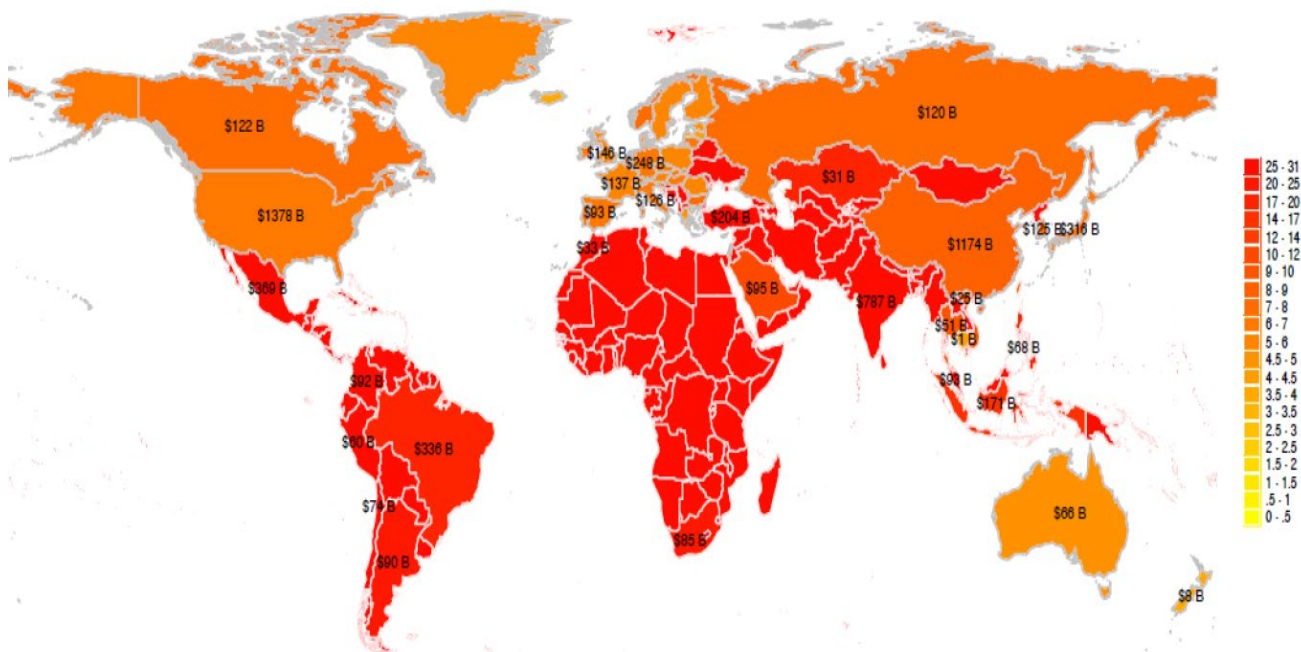 $122 B
$120 B
$146 B
$248 B
$31 B
$137 B
$126 B
$1378 B
$93 B
$204 B
$1174 B
$125 B
$316 B
$33 B
$369 B
$95 B
$787 B
$25 B
$51 B
$1 B
$68 B
$92 B
$93 B
$171 B
$60 B
$336 B
$74 B
$66 B
$85 B
$90 B
$8 B
25 - 31
20 - 25
17 - 20
14 - 17
12 - 14
10 - 12
9 - 10
8 - 9
7 - 8
6 - 7
5 - 6
4.5 - 5
4 - 4.5
3.5 - 4
3 - 3.5
2.5 - 3
2 - 2.5
1.5 - 2
1 - 1.5
.5 - 1
0 - .5